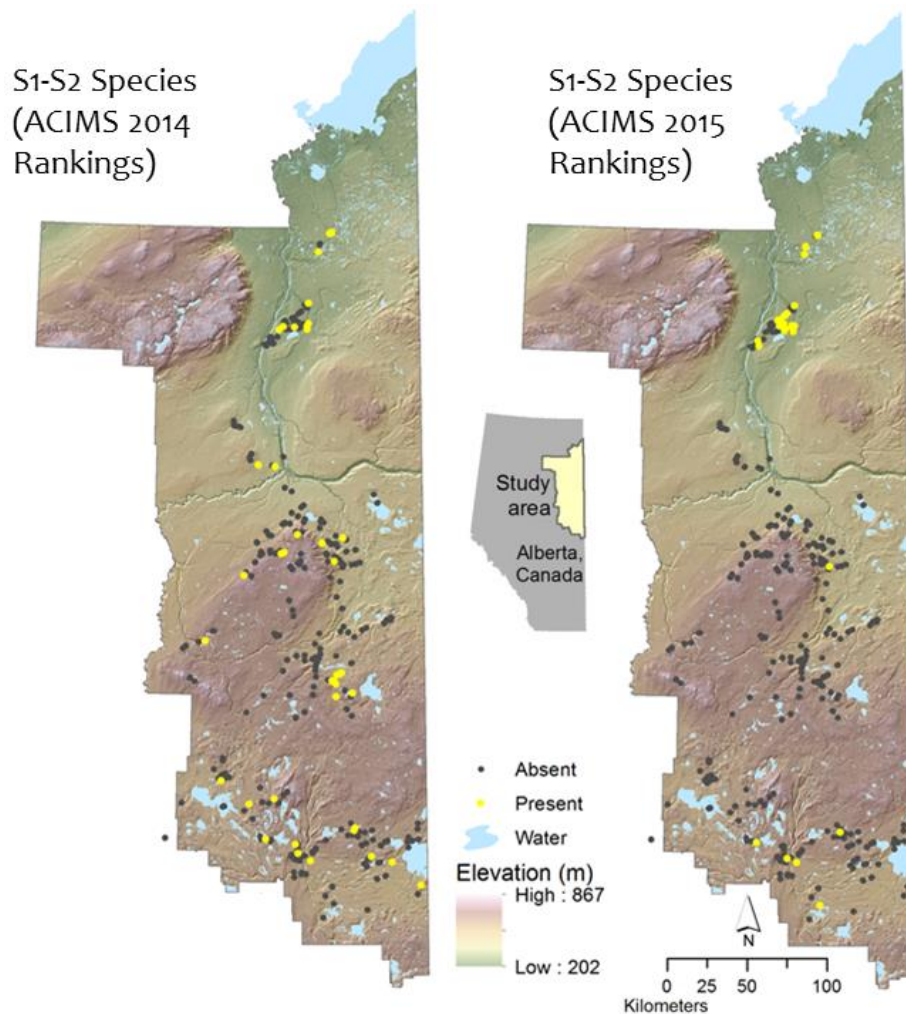 S1-S2 Species
(ACIMS 2014
Rankings)
S1-S2 Species
(ACIMS 2015
Rankings)
Study
area
Alberta,
Canada
Absent
Present
Water
Elevation (m)
High : 867
Low : 202
N
0 25 50 100
Kilometers